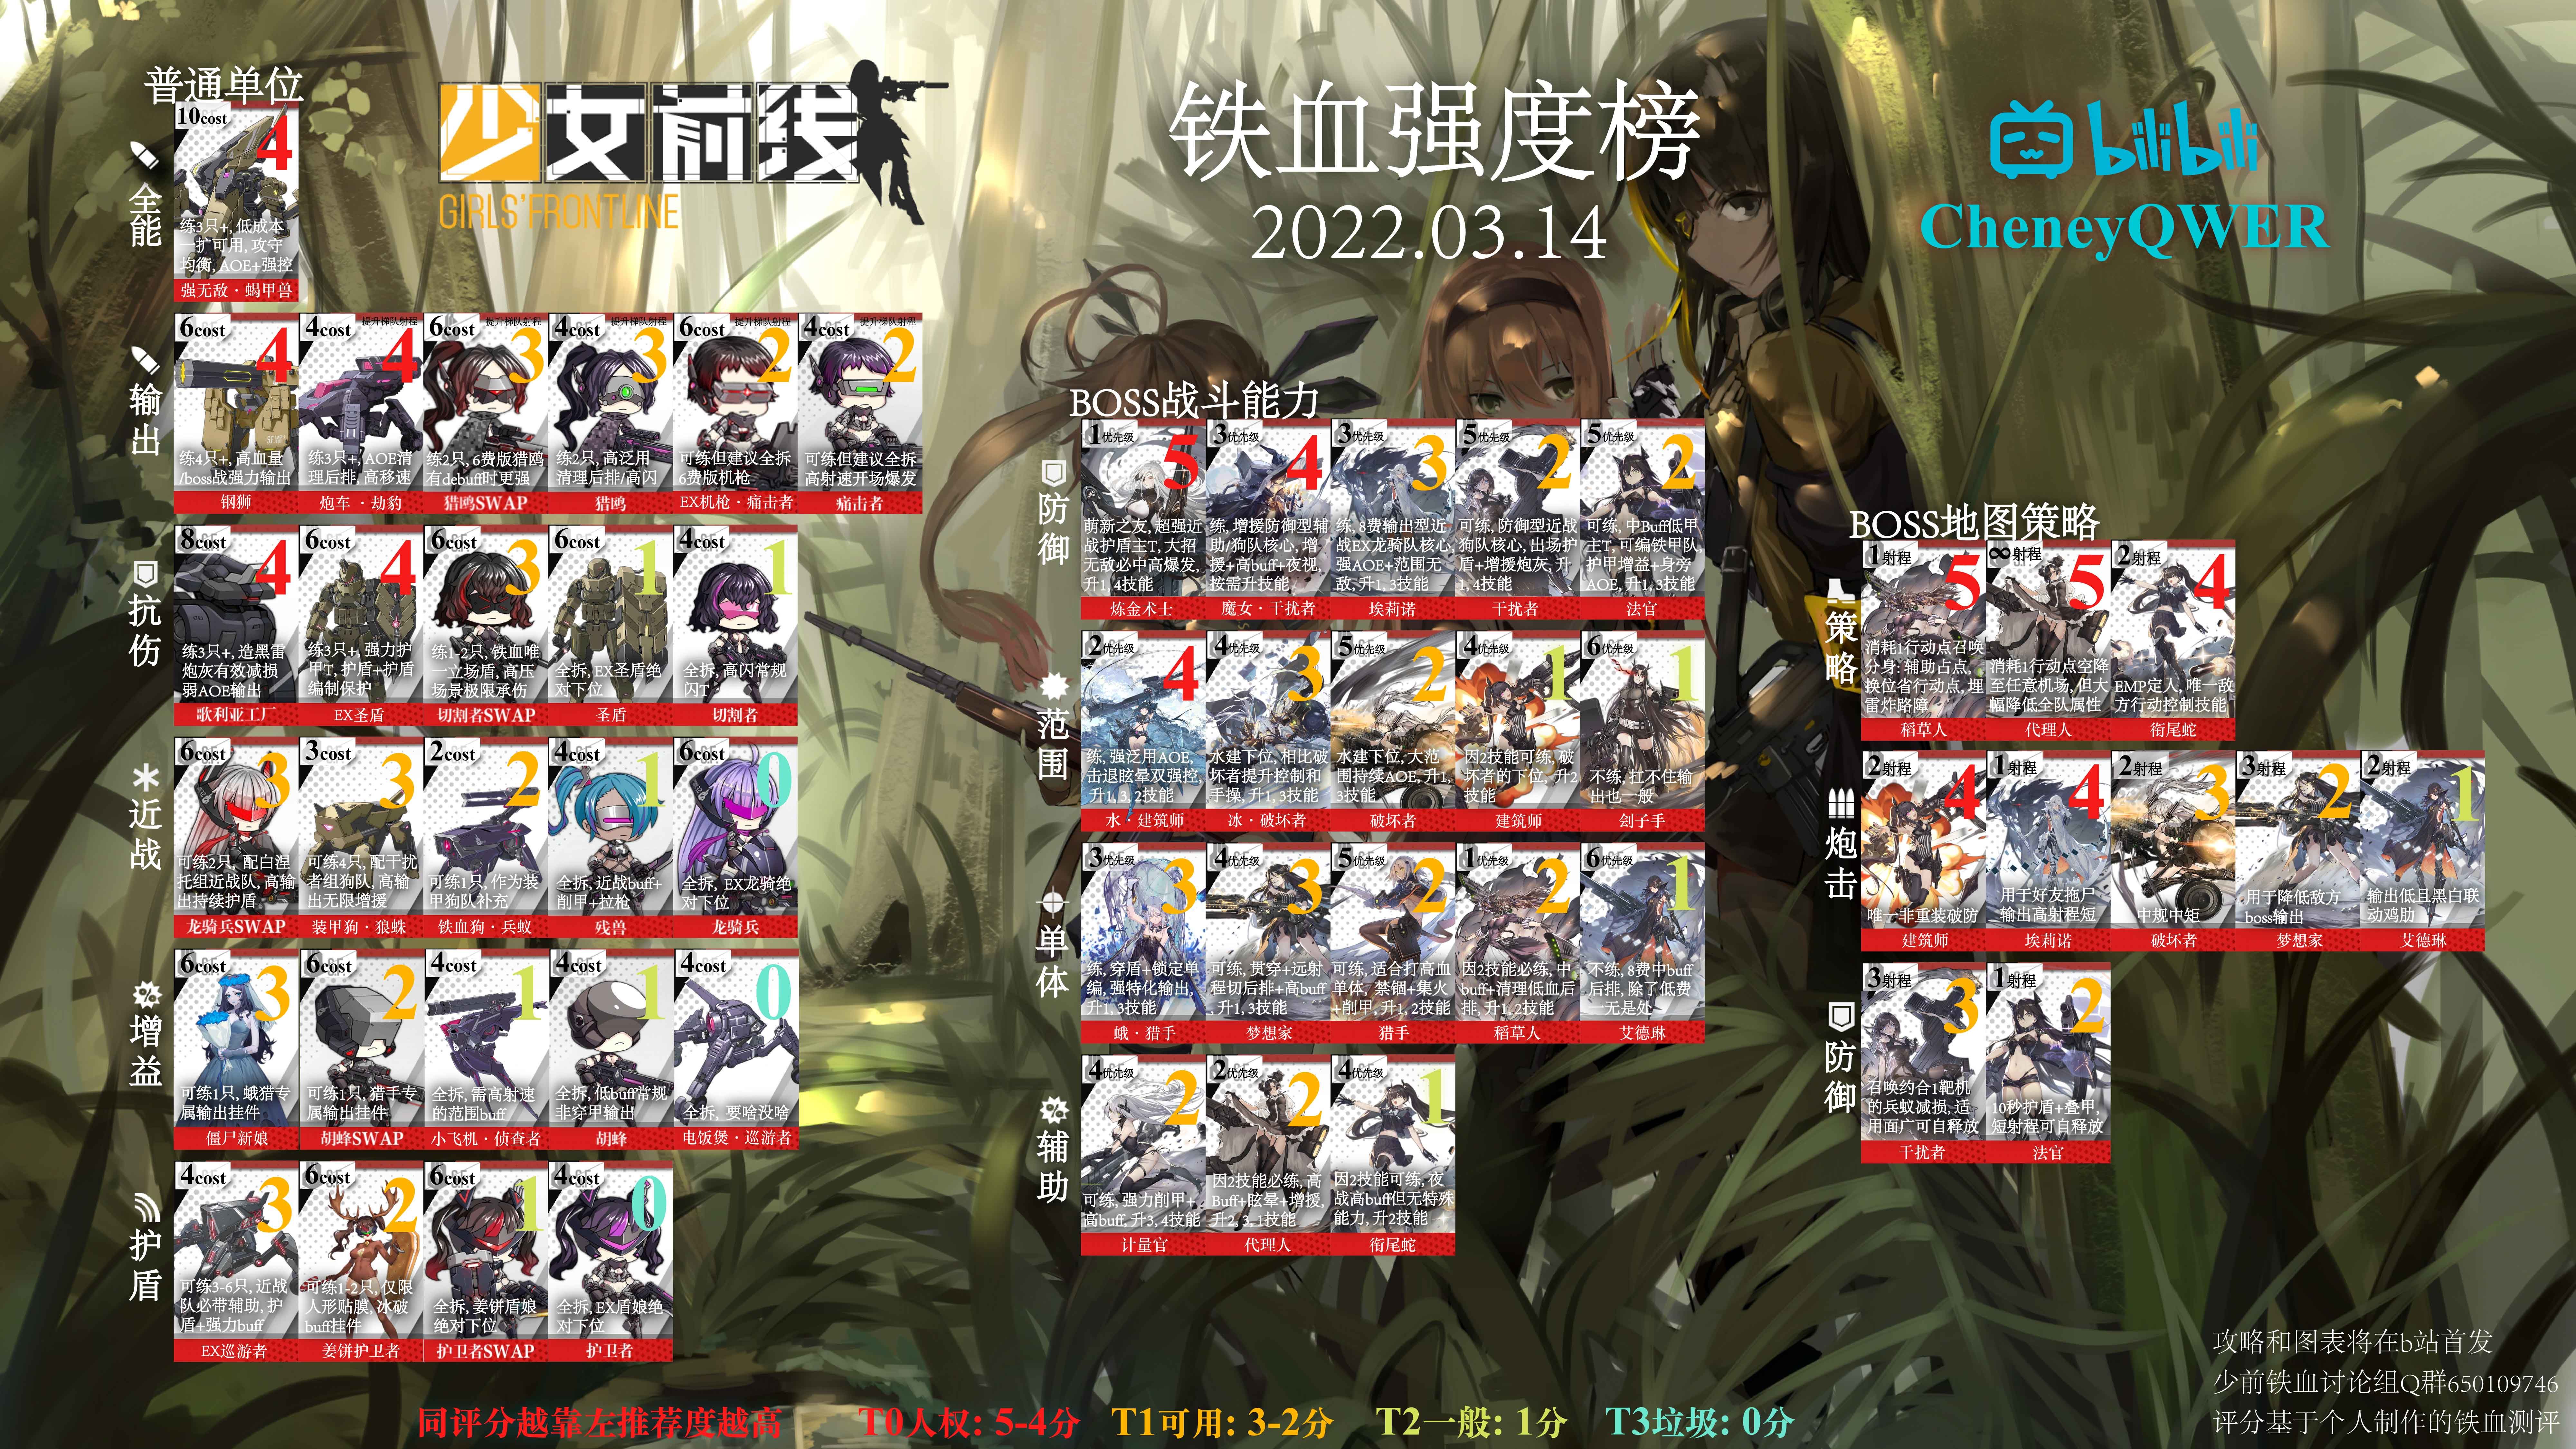 普通单位
少女前线
GIRLS'FRONTLINE
铁血强度榜
2022.03.14
bilibili
CheneyQWER
全能
10cost
4
练3只+, 低成本
一扩可用, 攻守
均衡, AOE+强控
强无敌·蝎甲兽
输出
6cost
4
练4只+, 高血量
/boss战强力输出
钢狮
4cost
提升梯队射程
4
练3只+, AOE清
理后排, 高移速
炮车·劫豹
6cost
提升梯队射程
3
练2只, 6费版猎鸥
有debuff时更强
猎鸥SWAP
4cost
提升梯队射程
3
练2只, 高泛用
清理后排/高闪
猎鸥
6cost
提升梯队射程
2
可练但建议全拆
6费版机枪
EX机枪·痛击者
4cost
提升梯队射程
2
可练但建议全拆
高射速开场爆发
痛击者
抗伤
8cost
4
练3只+, 造黑雷
炮灰有效减损
弱AOE输出
歌利亚工厂
6cost
4
练3只+, 强力护
甲T, 护盾+护盾
编制保护
EX圣盾
6cost
3
练1-2只, 铁血唯
一立场盾, 高压
场景极限承伤
切割者SWAP
6cost
1
全拆, EX圣盾绝
对下位
圣盾
4cost
1
全拆, 高闪常规
闪T
切割者
近战
6cost
3
可练2只, 配白涅
托组近战队, 高输
出持续护盾
龙骑兵SWAP
3cost
3
可练4只, 配干扰
者组狗队, 高输
出无限增援
装甲狗·狼蛛
2cost
2
可练1只, 作为装
甲狗队补充
铁血狗·兵蚁
4cost
1
全拆, 近战buff+
削甲+拉枪
残兽
6cost
0
全拆, EX龙骑绝
对下位
龙骑兵
增益
6cost
3
可练1只, 蛾猎专
属输出挂件
僵尸新娘
6cost
2
可练1只, 猎手专
属输出挂件
胡蜂SWAP
4cost
1
全拆, 需高射速
的范围buff
小飞机·侦查者
4cost
1
全拆, 低buff常规
非穿甲输出
胡蜂
4cost
0
全拆, 要啥没啥
电饭煲·巡游者
护盾
4cost
3
可练3-6只, 近战
队必带辅助, 护
盾+强力buff
EX巡游者
6cost
2
可练1-2只, 仅限
人形贴膜, 冰破
buff挂件
姜饼护卫者
6cost
1
全拆, 姜饼盾娘
绝对下位
护卫者SWAP
4cost
0
全拆, EX盾娘绝
对下位
护卫者
BOSS战斗能力
防御
1优先级
5
萌新之友, 超强近
战护盾主T, 大招
无敌必中高爆发,
升1, 4技能
炼金术士
3优先级
4
练, 增援防御型辅
助/狗队核心, 增
援+高buff+夜视,
按需升技能
魔女·干扰者
3优先级
3
练, 8费输出型近
战EX龙骑队核心,
强AOE+范围无
敌, 升1, 3技能
埃莉诺
5优先级
2
可练, 防御型近战
狗队核心, 出场护
盾+增援炮灰, 升
1, 4技能
干扰者
5优先级
2
可练, 中Buff低甲
主T, 可编铁甲队,
护甲增益+身旁
AOE, 升1, 3技能
法官
范围
2优先级
4
练, 强泛用AOE,
击退眩晕双强控,
升1, 3, 2技能
水·建筑师
4优先级
3
水建下位, 相比破
坏者提升控制和
手操, 升1, 3技能
冰·破坏者
5优先级
2
水建下位, 大范
围持续AOE, 升1,
3技能
破坏者
4优先级
1
因2技能可练, 破
坏者的下位, 升2
技能
建筑师
6优先级
1
不练, 扛不住输
出也一般
刽子手
单体
3优先级
3
练, 穿盾+锁定单
编, 强特化输出,
升1, 3技能
蛾·猎手
4优先级
3
可练, 贯穿+远射
程切后排+高buff
, 升1, 3技能
梦想家
5优先级
2
可练, 适合打高血
单体, 禁锢+集火
+削甲, 升1, 2技能
猎手
1优先级
2
因2技能必练, 中
buff+清理低血后
排, 升1, 2技能
稻草人
6优先级
1
不练, 8费中buff
后排, 除了低费
一无是处
艾德琳
辅助
4优先级
2
可练, 强力削甲+
高buff, 升3, 4技能
计量官
2优先级
2
因2技能必练, 高
Buff+眩晕+增援,
升2, 3, 1技能
代理人
4优先级
1
因2技能可练, 夜
战高buff但无特殊
能力, 升2技能
衔尾蛇
BOSS地图策略
策略
1射程
5
消耗1行动点召唤
分身: 辅助占点,
换位省行动点, 埋
雷炸路障
稻草人
∞射程
5
消耗1行动点空降
至任意机场, 但大
幅降低全队属性
代理人
2射程
4
EMP定人, 唯一敌
方行动控制技能
衔尾蛇
炮击
2射程
4
唯一非重装破防
建筑师
1射程
4
用于好友拖尸
输出高射程短
埃莉诺
2射程
3
中规中矩
破坏者
3射程
2
用于降低敌方
boss输出
梦想家
2射程
1
输出低且黑白联
动鸡肋
艾德琳
防御
3射程
3
召唤约合1靶机
的兵蚁减损, 适
用面广可自释放
干扰者
1射程
2
10秒护盾+叠甲,
短射程可自释放
法官
同评分越靠左推荐度越高
T0人权: 5-4分
T1可用: 3-2分
T2一般: 1分
T3垃圾: 0分
攻略和图表将在b站首发
少前铁血讨论组Q群650109746
评分基于个人制作的铁血测评